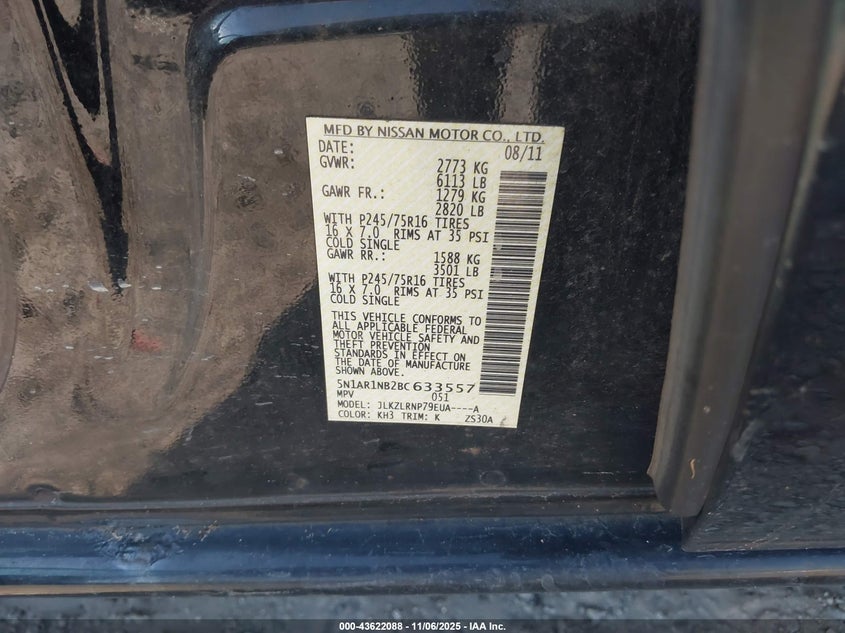 MFD BY NISSAN MOTOR CO., LTD.
DATE: 08/11
GVWR: 2773 KG
6113 LB
GAWR FR.: 1279 KG
2820 LB
WITH P245/75R16 TIRES
16 X 7.0 RIMS AT 35 PSI
COLD SINGLE
GAWR RR.: 1588 KG
3501 LB
WITH P245/75R16 TIRES
16 X 7.0 RIMS AT 35 PSI
COLD SINGLE
THIS VEHICLE CONFORMS TO
ALL APPLICABLE FEDERAL
MOTOR VEHICLE SAFETY AND
THEFT PREVENTION
STANDARDS IN EFFECT ON
THE DATE OF MANUFACTURE
SHOWN ABOVE.
5N1AR1NB2BC 633557
MPV 051
MODEL: JLKZLRNP79EUA----A
COLOR: KH3 TRIM: K ZS30A
000-43622088 - 11/06/2025 - IAA Inc.